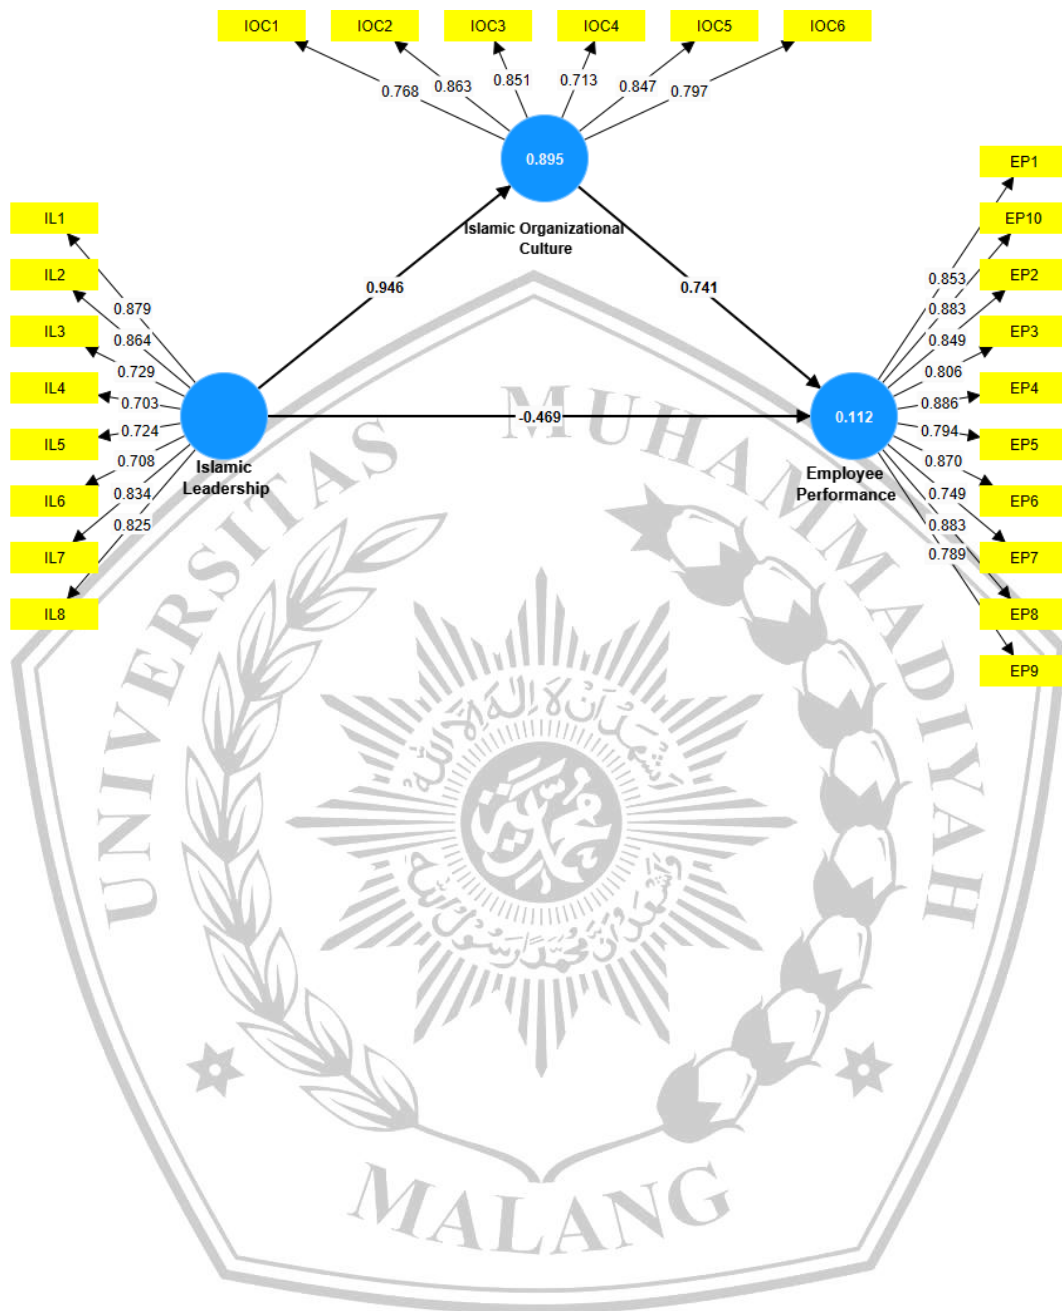 IOC1
IOC2
IOC3
IOC4
IOC5
IOC6
0.768
0.863
0.851
0.713
0.847
0.797
0.895
Islamic Organizational
Culture
IL1
IL2
IL3
IL4
IL5
IL6
IL7
IL8
0.879
0.864
0.729
0.703
0.724
0.708
0.834
0.825
Islamic
Leadership
0.946
0.741
-0.469
0.112
Employee
Performance
0.853
0.883
0.849
0.806
0.886
0.794
0.870
0.749
0.883
0.789
EP1
EP10
EP2
EP3
EP4
EP5
EP6
EP7
EP8
EP9
UNIVERSITAS MUHAMMADIYAH
MALANG